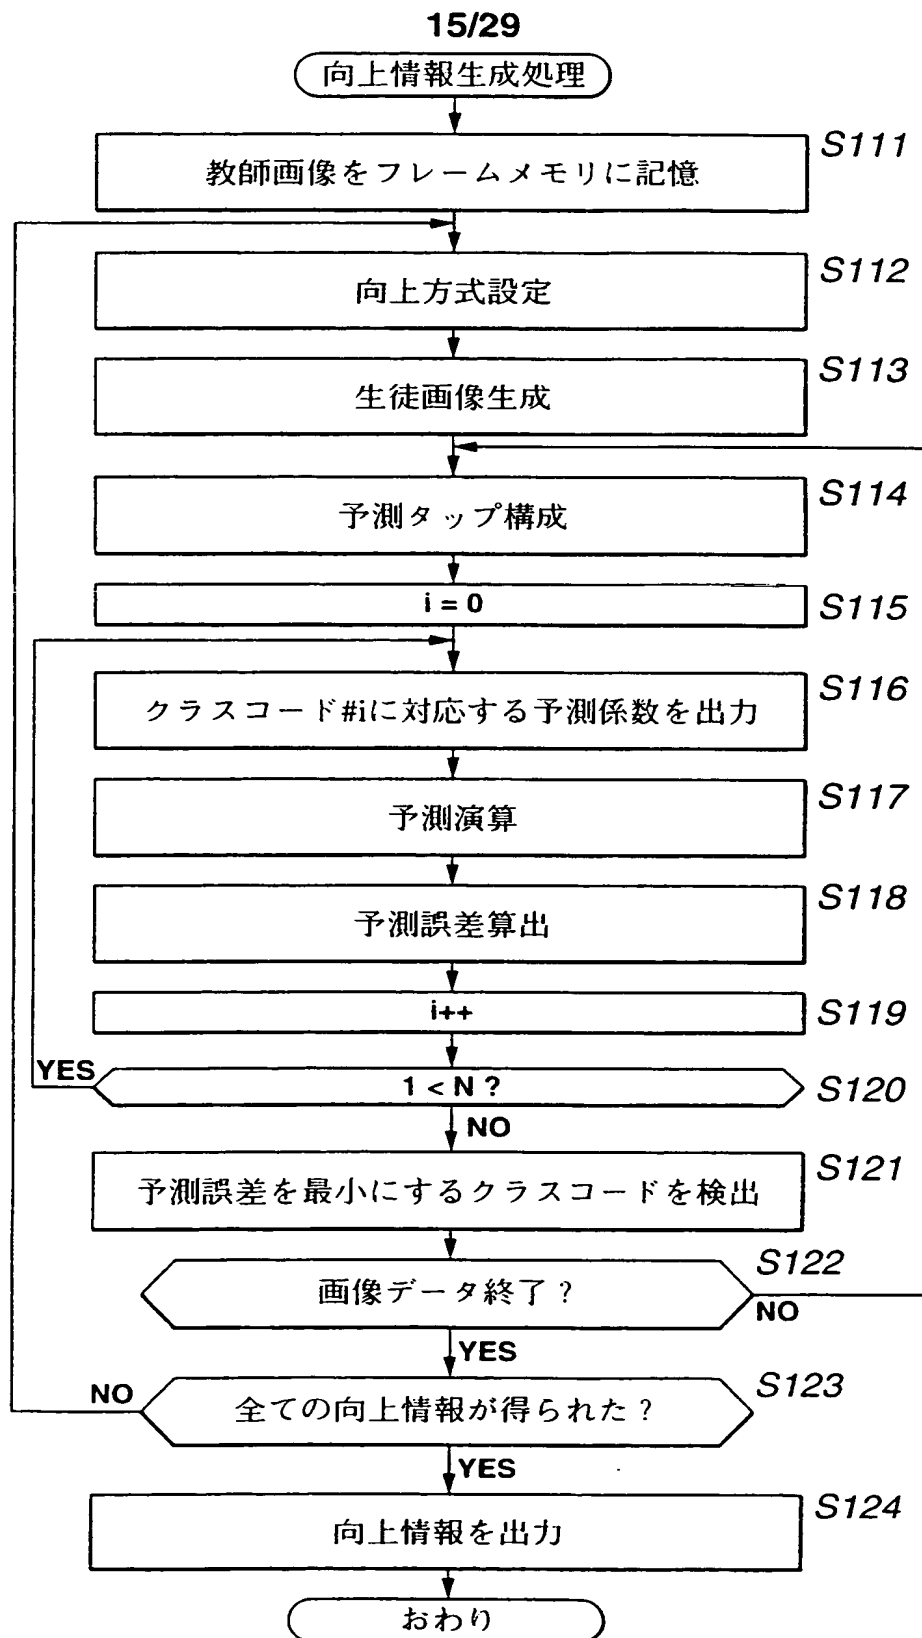 15/29
向上情報生成処理
S111
教師画像をフレームメモリに記憶
S112
向上方式設定
S113
生徒画像生成
S114
予測タップ構成
S115
i = 0
S116
クラスコード#iに対応する予測係数を出力
S117
予測演算
S118
予測誤差算出
S119
i++
YES
1 < N ?
S120
NO
S121
予測誤差を最小にするクラスコードを検出
S122
画像データ終了?
NO
YES
S123
NO
全ての向上情報が得られた?
YES
S124
向上情報を出力
おわり